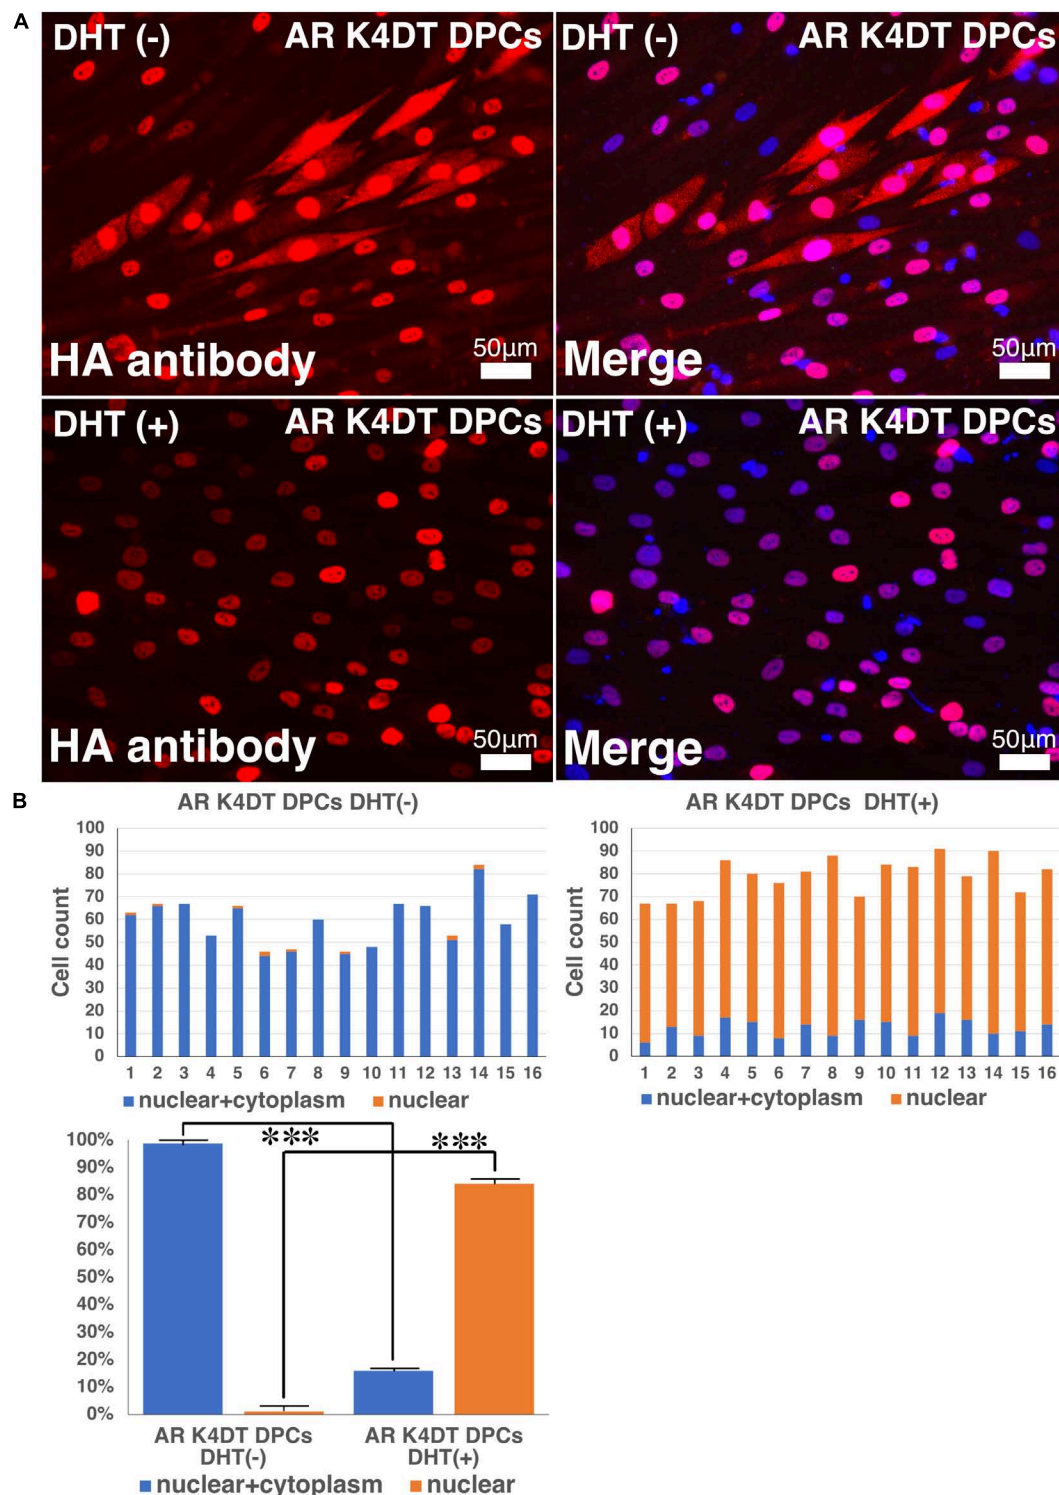 A
DHT (-) AR K4DT DPCs
HA antibody
50μm
DHT (-) AR K4DT DPCs
Merge
50μm
DHT (+) AR K4DT DPCs
HA antibody
50μm
DHT (+) AR K4DT DPCs
Merge
50μm
B
AR K4DT DPCs DHT(-)
100
90
80
70
60
50
40
30
20
10
0
Cell count
1 2 3 4 5 6 7 8 9 10 11 12 13 14 15 16
nuclear+cytoplasm nuclear
AR K4DT DPCs DHT(+)
100
90
80
70
60
50
40
30
20
10
0
Cell count
1 2 3 4 5 6 7 8 9 10 11 12 13 14 15 16
nuclear+cytoplasm nuclear
*** ***
100%
90%
80%
70%
60%
50%
40%
30%
20%
10%
0%
AR K4DT DPCs
DHT(-)
AR K4DT DPCs
DHT(+)
nuclear+cytoplasm nuclear